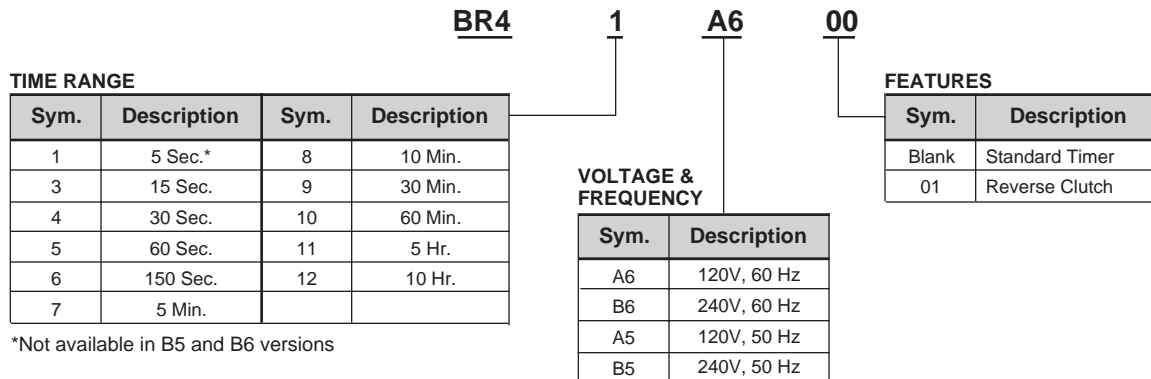 BR4 1 A6 00
TIME RANGE
Sym. Description Sym. Description
1 5 Sec.* 8 10 Min.
3 15 Sec. 9 30 Min.
4 30 Sec. 10 60 Min.
5 60 Sec. 11 5 Hr.
6 150 Sec. 12 10 Hr.
7 5 Min.
*Not available in B5 and B6 versions
VOLTAGE &
FREQUENCY
Sym. Description
A6 120V, 60 Hz
B6 240V, 60 Hz
A5 120V, 50 Hz
B5 240V, 50 Hz
FEATURES
Sym. Description
Blank Standard Timer
01 Reverse Clutch